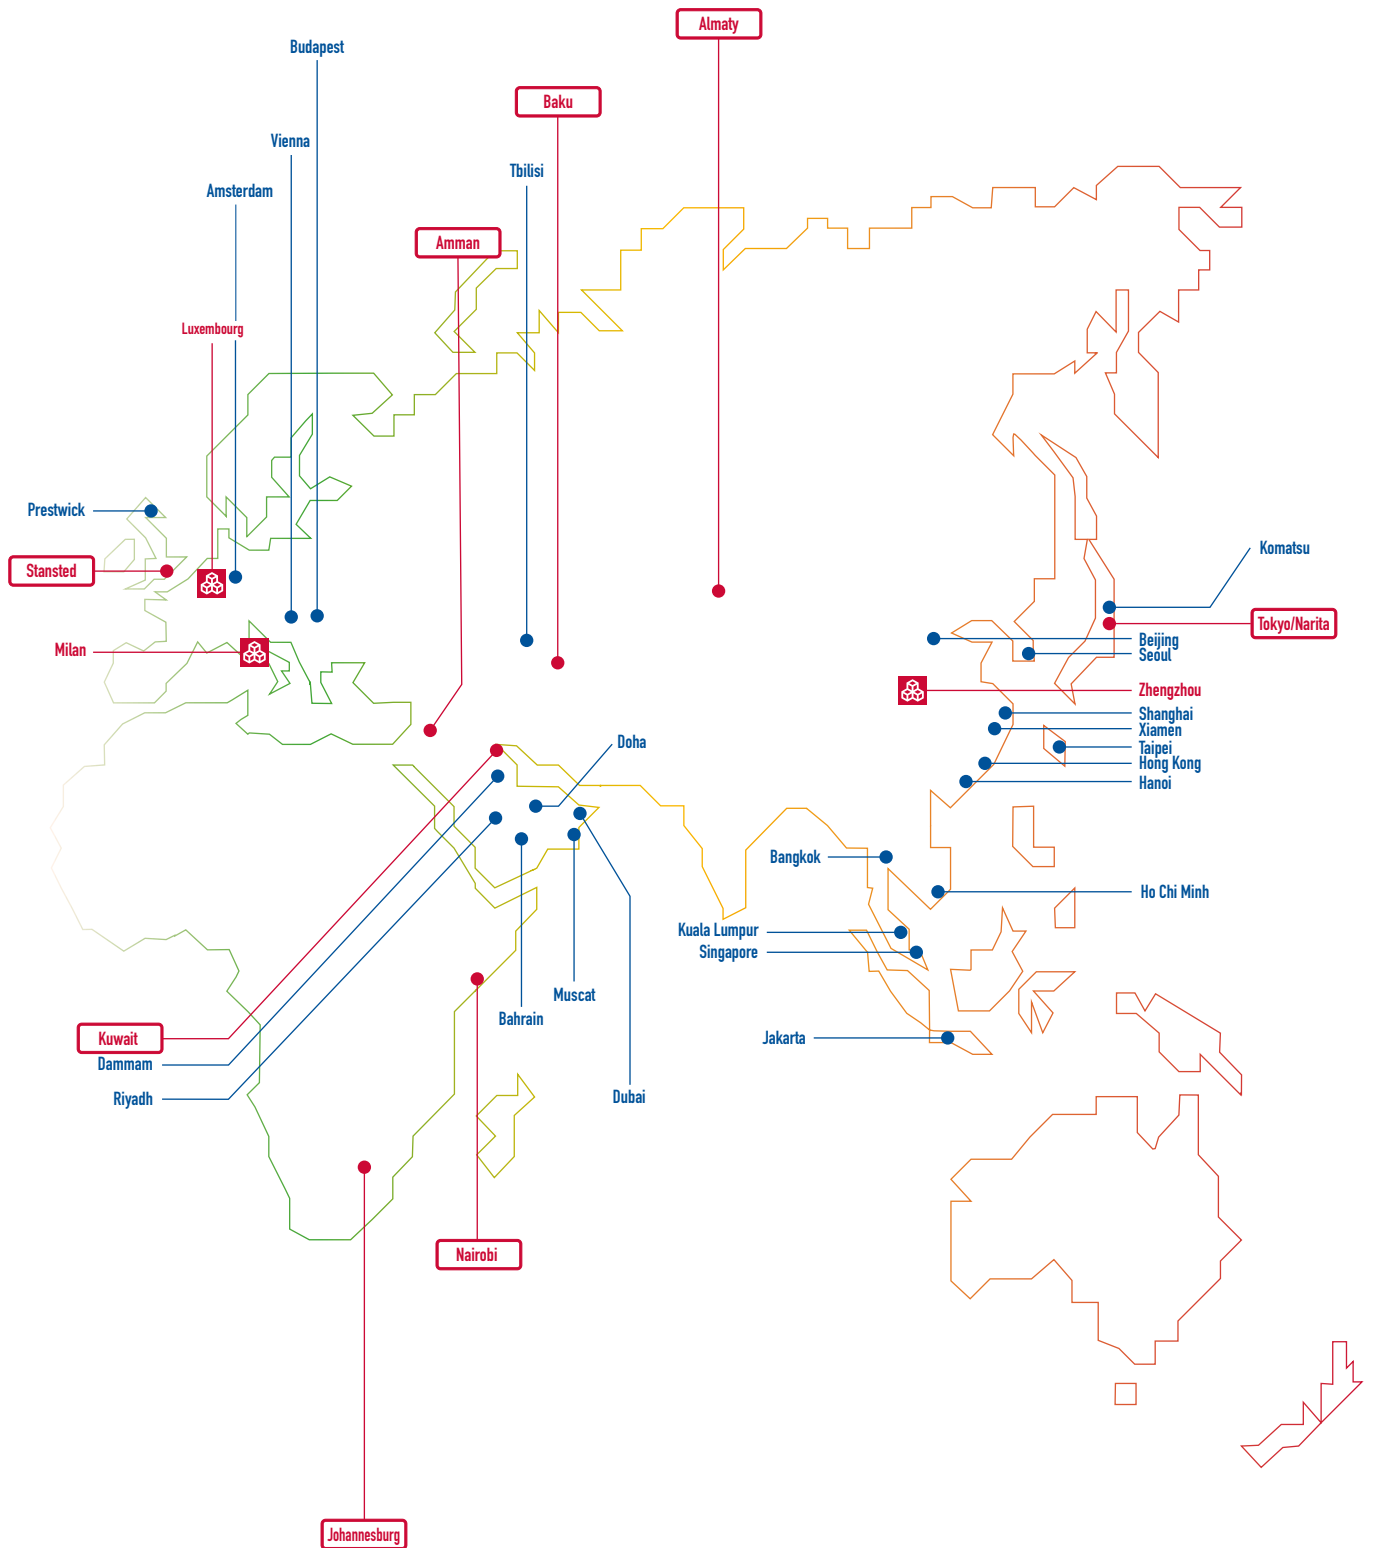 Almaty
Budapest
Baku
Vienna
Tbilisi
Amsterdam
Amman
Luxembourg
Prestwick
Komatsu
Stansted
Tokyo/Narita
Beijing
Milan
Seoul
Zhengzhou
Shanghai
Xiamen
Doha
Taipei
Hong Kong
Hanoi
Bangkok
Ho Chi Minh
Kuala Lumpur
Singapore
Muscat
Bahrain
Kuwait
Jakarta
Dammam
Dubai
Riyadh
Nairobi
Johannesburg